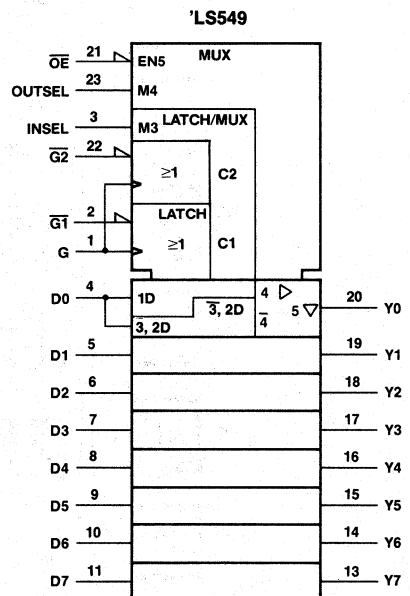 'LS549
MUX
OE 21 EN5
OUTSEL 23 M4
LATCH/MUX
INSEL 3 M3
G2 22
≥1 C2
LATCH
G1 2
G 1 ≥1 C1
D0 4 1D 3, 2D 4 ▷ 5 ▽ 20 Y0
3, 2D 4
D1 5 19 Y1
D2 6 18 Y2
D3 7 17 Y3
D4 8 16 Y4
D5 9 15 Y5
D6 10 14 Y6
D7 11 13 Y7